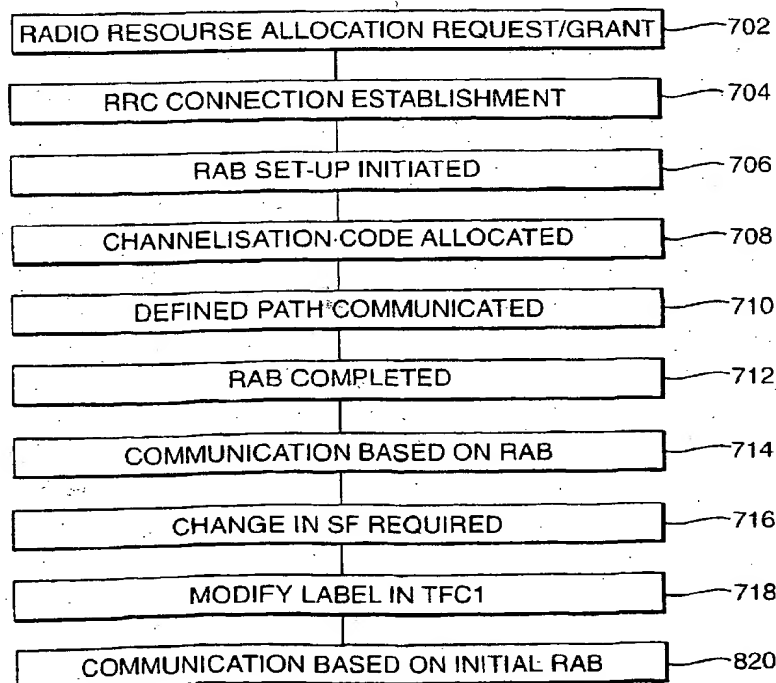 RADIO RESOURSE ALLOCATION REQUEST/GRANT 702
RRC CONNECTION ESTABLISHMENT 704
RAB SET-UP INITIATED 706
CHANNELISATION CODE ALLOCATED 708
DEFINED PATH COMMUNICATED 710
RAB COMPLETED 712
COMMUNICATION BASED ON RAB 714
CHANGE IN SF REQUIRED 716
MODIFY LABEL IN TFC1 718
COMMUNICATION BASED ON INITIAL RAB 820